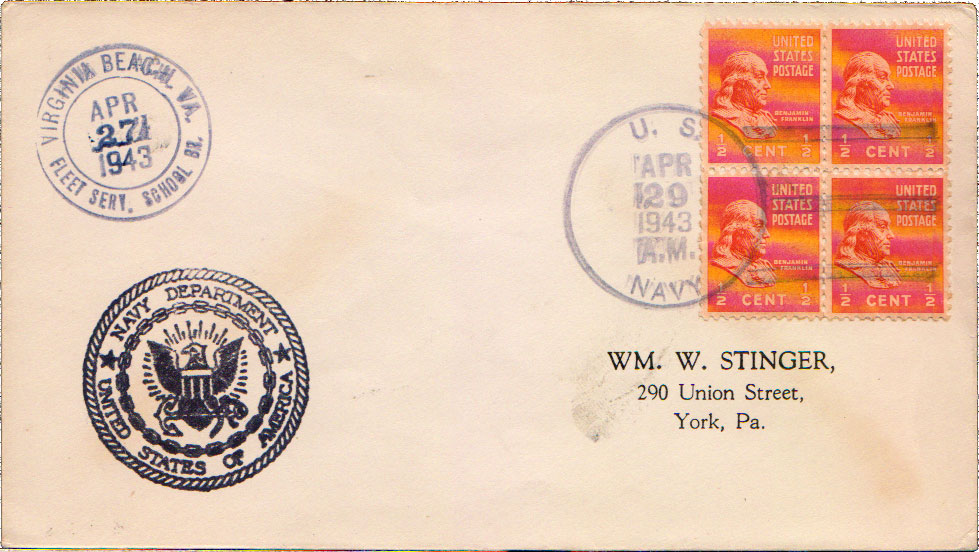 VIRGINIA BEACH, VA.
APR
27
1943
FLEET SERV. SCHOOL BR.
U. S.
APR
29
1943
A.M.
NAVY
UNITED
STATES
POSTAGE
BENJAMIN
FRANKLIN
1/2 CENT 1/2
UNITED
STATES
POSTAGE
BENJAMIN
FRANKLIN
1/2 CENT 1/2
UNITED
STATES
POSTAGE
BENJAMIN
FRANKLIN
1/2 CENT 1/2
UNITED
STATES
POSTAGE
BENJAMIN
FRANKLIN
1/2 CENT 1/2
NAVY DEPARTMENT
UNITED STATES OF AMERICA
WM. W. STINGER,
290 Union Street,
York, Pa.